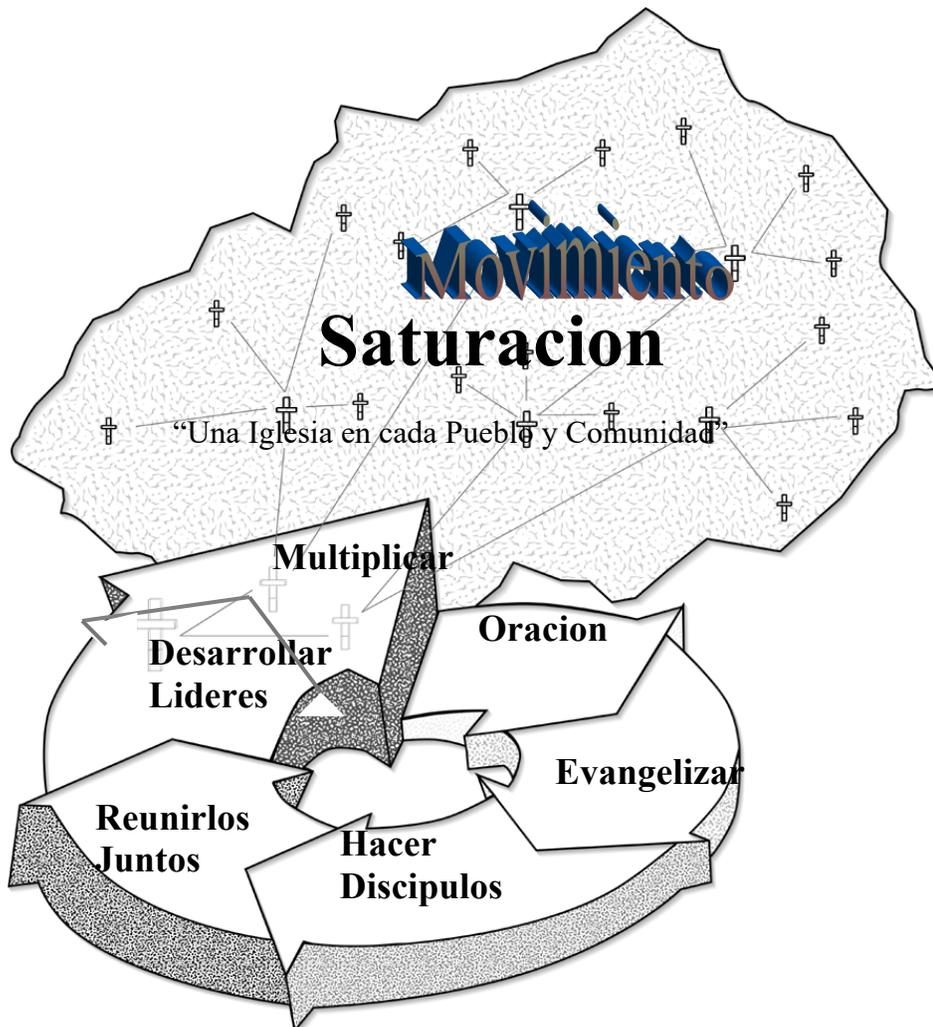 Movimiento
Saturacion
“Una Iglesia en cada Pueblo y Comunidad”
Multiplicar
Oracion
Desarrollar
Lideres
Evangelizar
Reunirlos
Juntos
Hacer
Discipulos